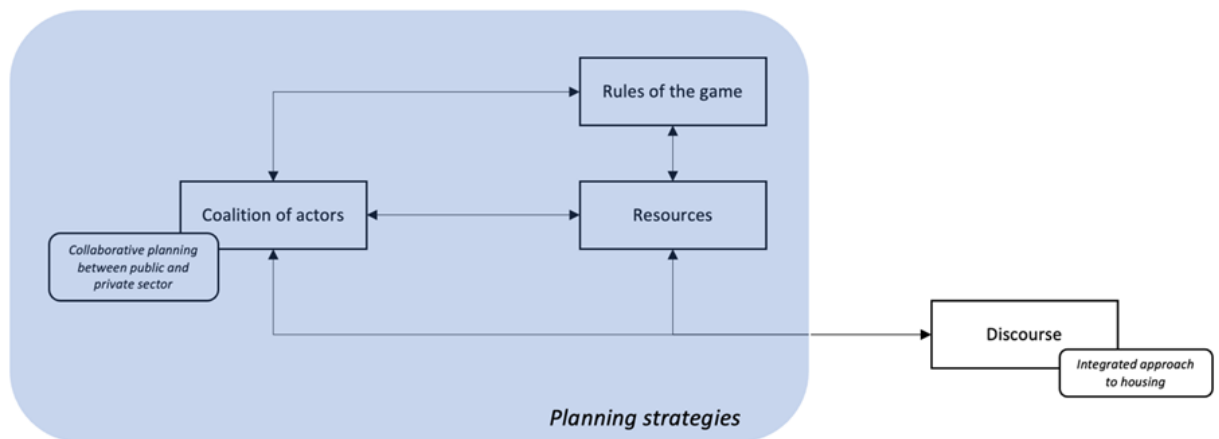 Rules of the game
Coalition of actors
Resources
Collaborative planning
between public and
private sector
Discourse
Integrated approach
to housing
Planning strategies